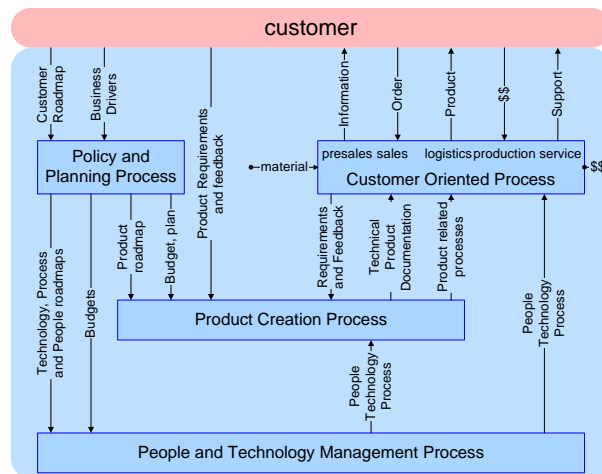 customer
Customer
Roadmap
Business
Drivers
Product Requirements
and feedback
Information
Order
Product
$$
Support
Policy and
Planning Process
material
presales sales logistics production service
Customer Oriented Process
$$
Technology, Process
and People roadmaps
Budgets
Product
roadmap
Budget, plan
Requirements
and Feedback
Technical
Product
Documentation
Product related
processes
People
Technology
Process
Product Creation Process
People
Technology
Process
People and Technology Management Process